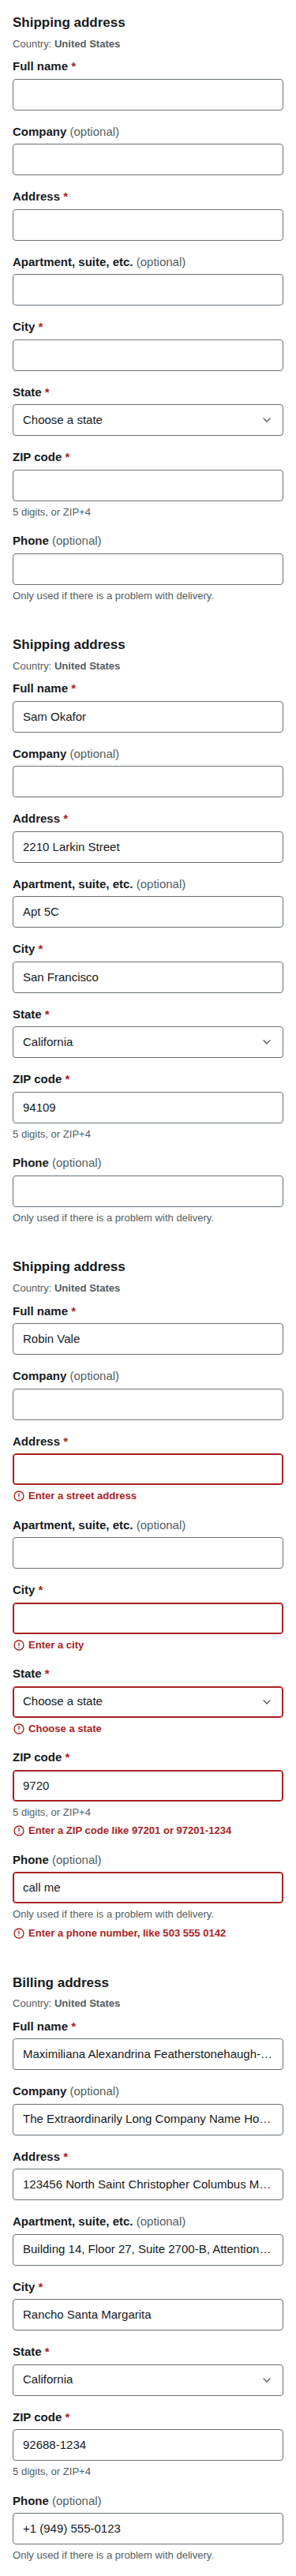 Shipping address
Country: United States
Full name *
Company (optional)
Address *
Apartment, suite, etc. (optional)
City *
State *
Choose a state
ZIP code *
5 digits, or ZIP+4
Phone (optional)
Only used if there is a problem with delivery.
Shipping address
Country: United States
Full name *
Sam Okafor
Company (optional)
Address *
2210 Larkin Street
Apartment, suite, etc. (optional)
Apt 5C
City *
San Francisco
State *
California
ZIP code *
94109
5 digits, or ZIP+4
Phone (optional)
Only used if there is a problem with delivery.
Shipping address
Country: United States
Full name *
Robin Vale
Company (optional)
Address *
Enter a street address
Apartment, suite, etc. (optional)
City *
Enter a city
State *
Choose a state
Choose a state
ZIP code *
9720
5 digits, or ZIP+4
Enter a ZIP code like 97201 or 97201-1234
Phone (optional)
call me
Only used if there is a problem with delivery.
Enter a phone number, like 503 555 0142
Billing address
Country: United States
Full name *
Maximiliana Alexandrina Featherstonehaugh-…
Company (optional)
The Extraordinarily Long Company Name Ho…
Address *
123456 North Saint Christopher Columbus M…
Apartment, suite, etc. (optional)
Building 14, Floor 27, Suite 2700-B, Attention…
City *
Rancho Santa Margarita
State *
California
ZIP code *
92688-1234
5 digits, or ZIP+4
Phone (optional)
+1 (949) 555-0123
Only used if there is a problem with delivery.